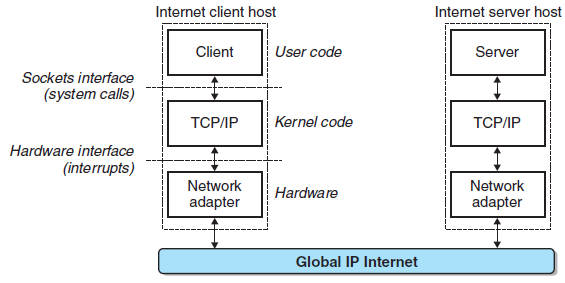 Internet client host
Internet server host
Client
User code
Server
Sockets interface
(system calls)
TCP/IP
Kernel code
TCP/IP
Hardware interface
(interrupts)
Network
adapter
Hardware
Network
adapter
Global IP Internet